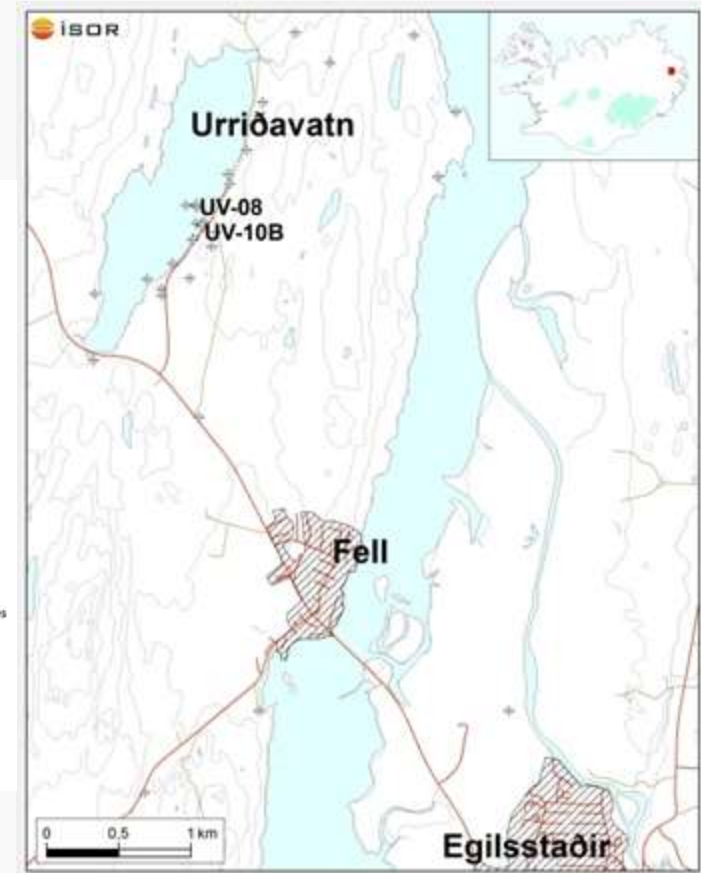 ÍSOR
Urriðavatn
UV-08
UV-10B
Fell
Egilsstaðir
0 0,5 1 km